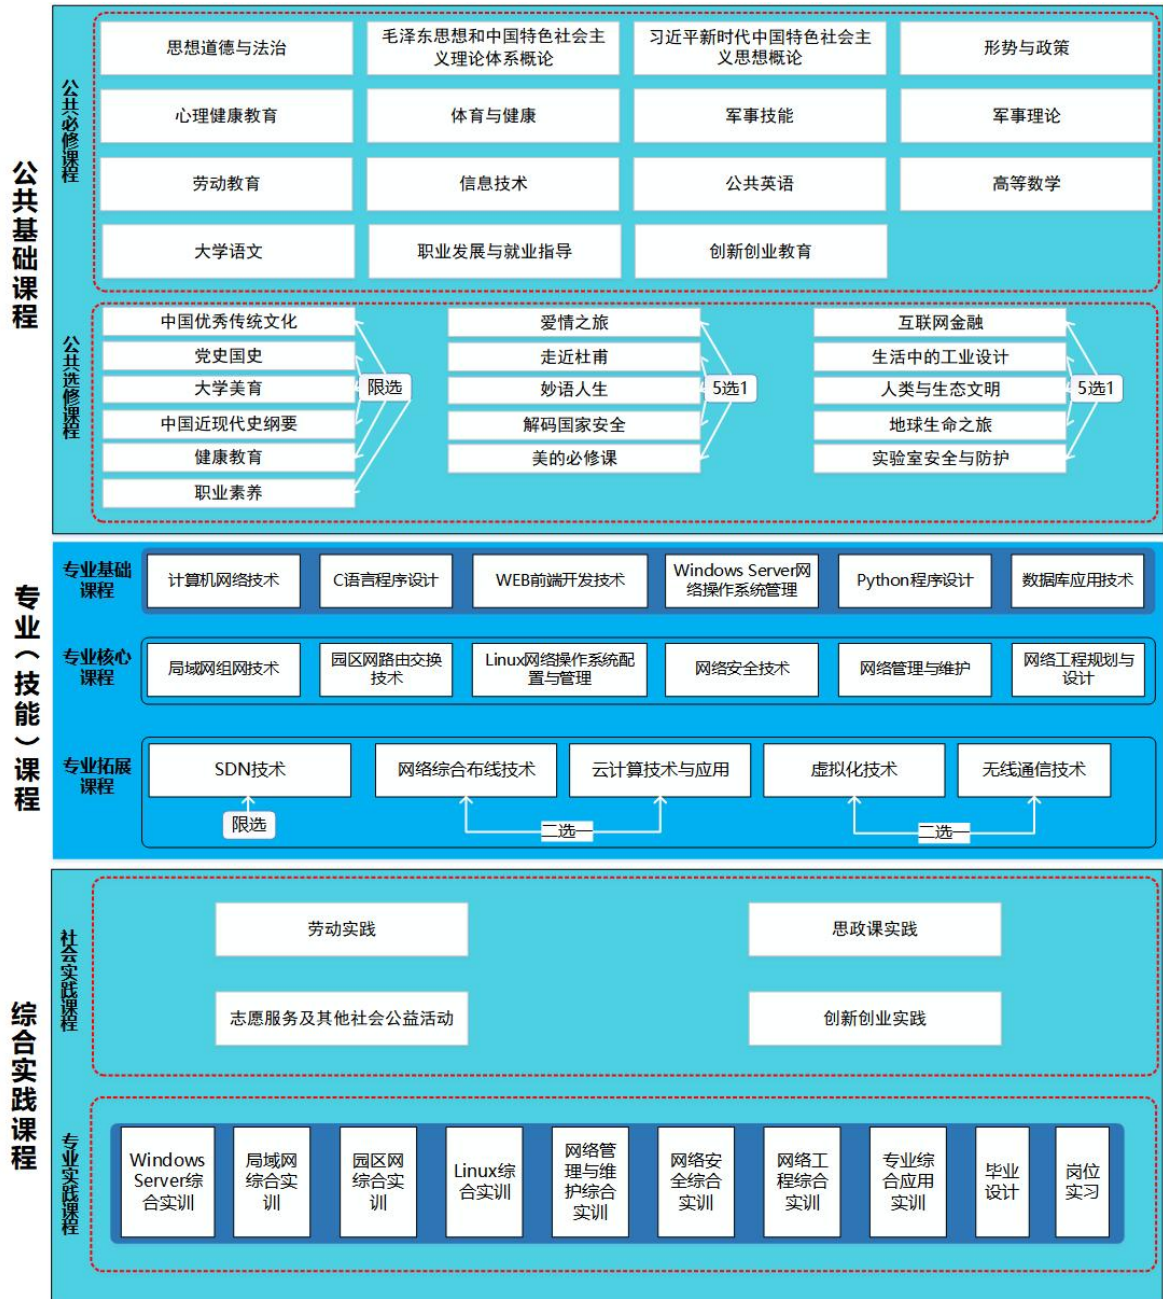 公共基础课程
公共必修课程
思想道德与法治
毛泽东思想和中国特色社会主
义理论体系概论
习近平新时代中国特色社会主
义思想概论
形势与政策
心理健康教育
体育与健康
军事技能
军事理论
劳动教育
信息技术
公共英语
高等数学
大学语文
职业发展与就业指导
创新创业教育
公共选修课程
中国优秀传统文化
党史国史
大学美育
中国近现代史纲要
健康教育
职业素养
限选
爱情之旅
走近杜甫
妙语人生
解码国家安全
美的必修课
5选1
互联网金融
生活中的工业设计
人类与生态文明
地球生命之旅
实验室安全与防护
5选1
专业（技能）课程
专业基础
课程
计算机网络技术
C语言程序设计
WEB前端开发技术
Windows Server网
络操作系统管理
Python程序设计
数据库应用技术
专业核心
课程
局域网组网技术
园区网路由交换
技术
Linux网络操作系统配
置与管理
网络安全技术
网络管理与维护
网络工程规划与
设计
专业拓展
课程
SDN技术
网络综合布线技术
云计算技术与应用
虚拟化技术
无线通信技术
限选
二选一
二选一
综合实践课程
社会实践课程
劳动实践
思政课实践
志愿服务及其他社会公益活动
创新创业实践
专业实践课程
Windows
Server综
合实训
局域网
综合实
训
园区网
综合实
训
Linux综
合实训
网络管
理与维
护综合
实训
网络安
全综合
实训
网络工
程综合
实训
专业综
合应用
实训
毕业
设计
岗位
实习